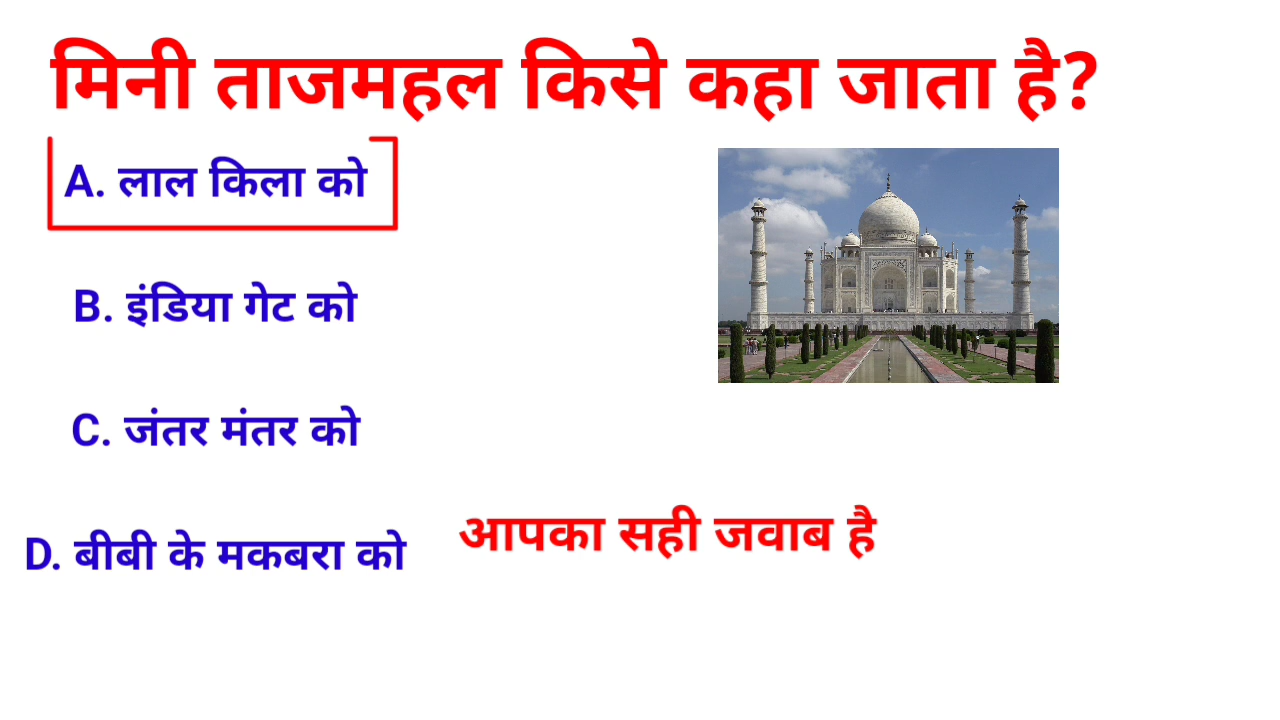 मिनी ताजमहल किसे कहा जाता है?
A. लाल किला को
B. इंडिया गेट को
C. जंतर मंतर को
D. बीबी के मकबरा को
आपका सही जवाब है